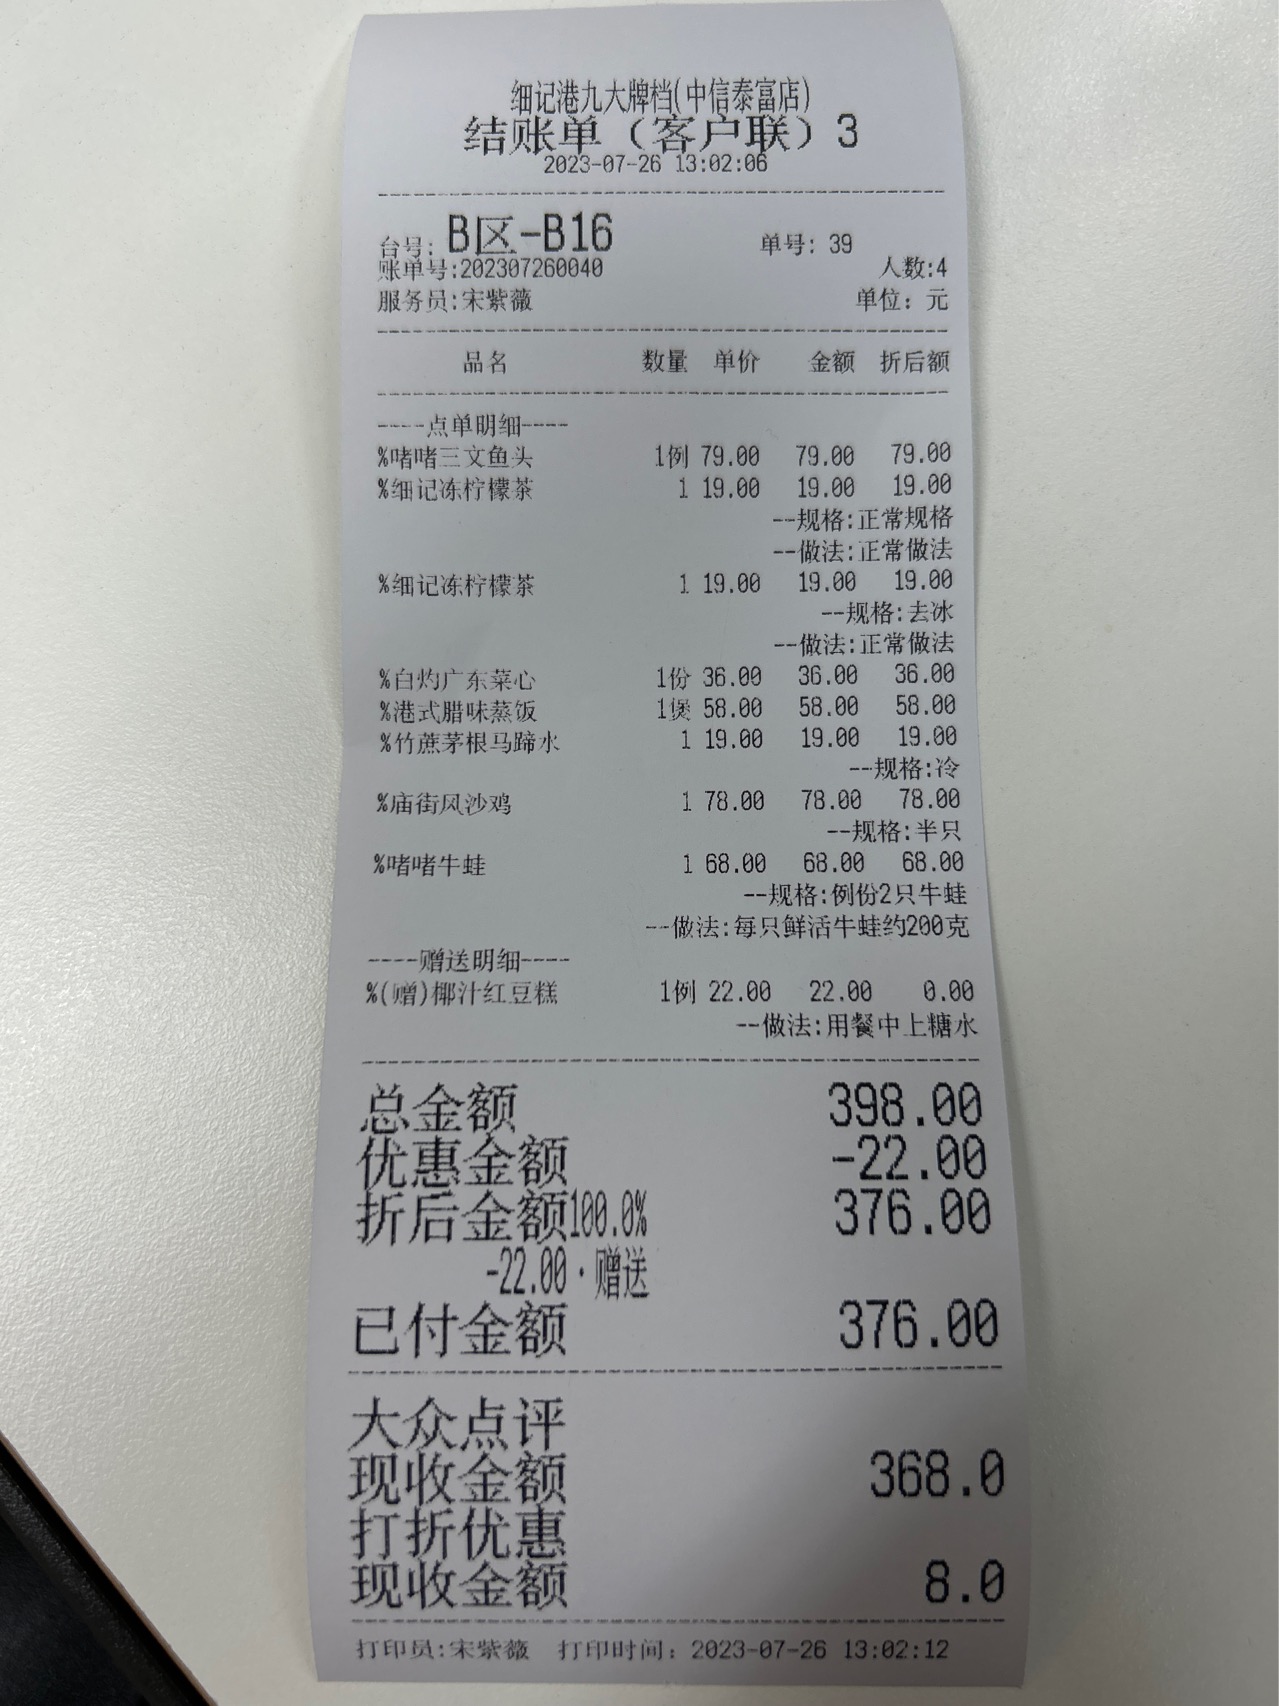 细记港九大牌档(中信泰富店)
结账单（客户联）3
2023-07-26 13:02:06
台号: B区-B16 单号: 39
账单号:202307260040 人数:4
服务员:宋紫薇 单位: 元
品名 数量 单价 金额 折后额
----点单明细----
%啫啫三文鱼头 1例 79.00 79.00 79.00
%细记冻柠檬茶 1 19.00 19.00 19.00
--规格:正常规格
--做法:正常做法
%细记冻柠檬茶 1 19.00 19.00 19.00
--规格:去冰
--做法:正常做法
%白灼广东菜心 1份 36.00 36.00 36.00
%港式腊味蒸饭 1煲 58.00 58.00 58.00
%竹蔗茅根马蹄水 1 19.00 19.00 19.00
--规格:冷
%庙街风沙鸡 1 78.00 78.00 78.00
--规格:半只
%啫啫牛蛙 1 68.00 68.00 68.00
--规格:例份2只牛蛙
--做法:每只鲜活牛蛙约200克
----赠送明细----
%(赠)椰汁红豆糕 1例 22.00 22.00 0.00
--做法:用餐中上糖水
总金额 398.00
优惠金额 -22.00
折后金额100.0% 376.00
-22.00·赠送
已付金额 376.00
大众点评
现收金额 368.0
打折优惠
现收金额 8.0
打印员:宋紫薇 打印时间: 2023-07-26 13:02:12